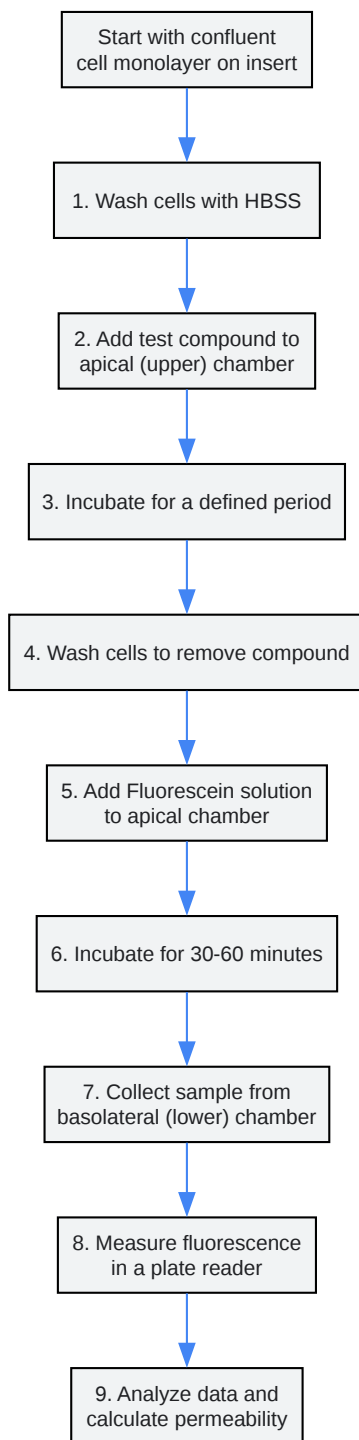 Start with confluent
cell monolayer on insert
1. Wash cells with HBSS
2. Add test compound to
apical (upper) chamber
3. Incubate for a defined period
4. Wash cells to remove compound
5. Add Fluorescein solution
to apical chamber
6. Incubate for 30-60 minutes
7. Collect sample from
basolateral (lower) chamber
8. Measure fluorescence
in a plate reader
9. Analyze data and
calculate permeability